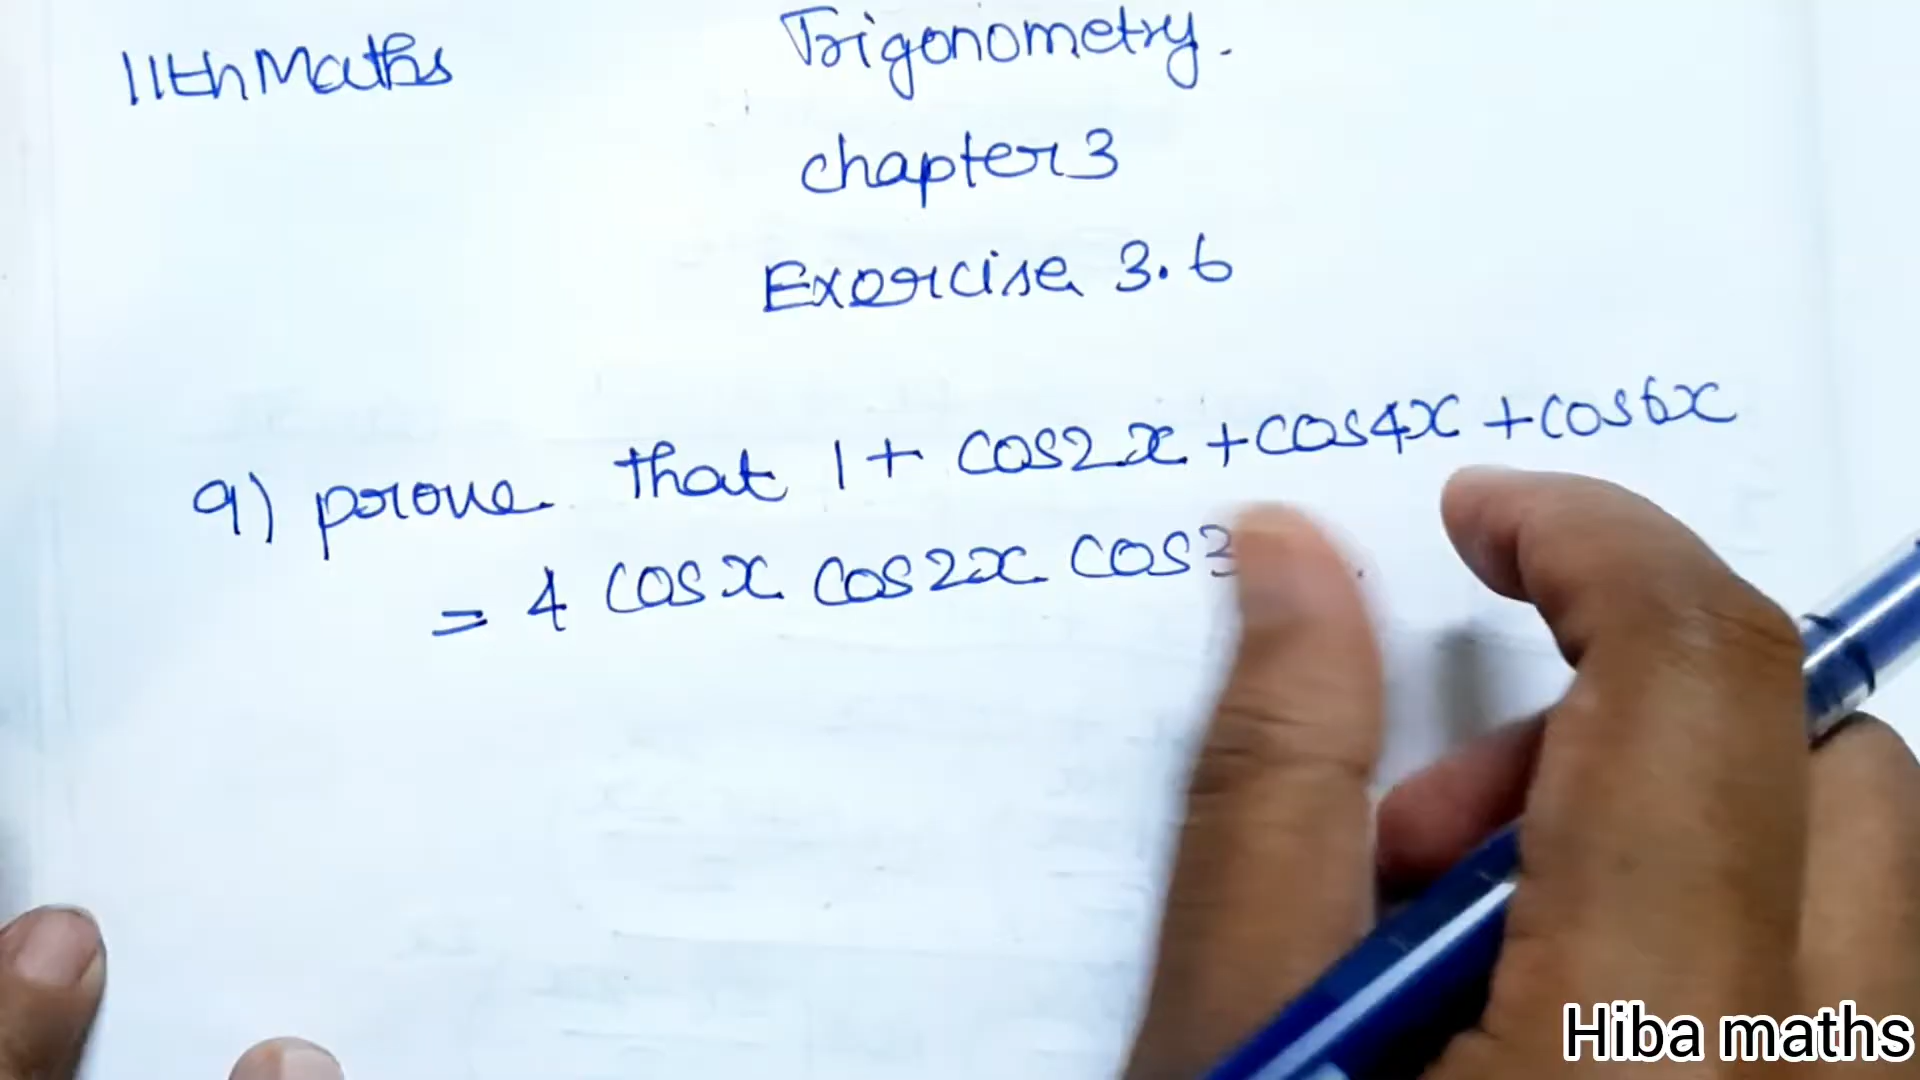 11th Maths
Trigonometry.
chapter 3
Exercise 3.6
9) prove that 1 + cos2x + cos4x + cos6x
= 4 cosx cos2x cos3
Hiba maths